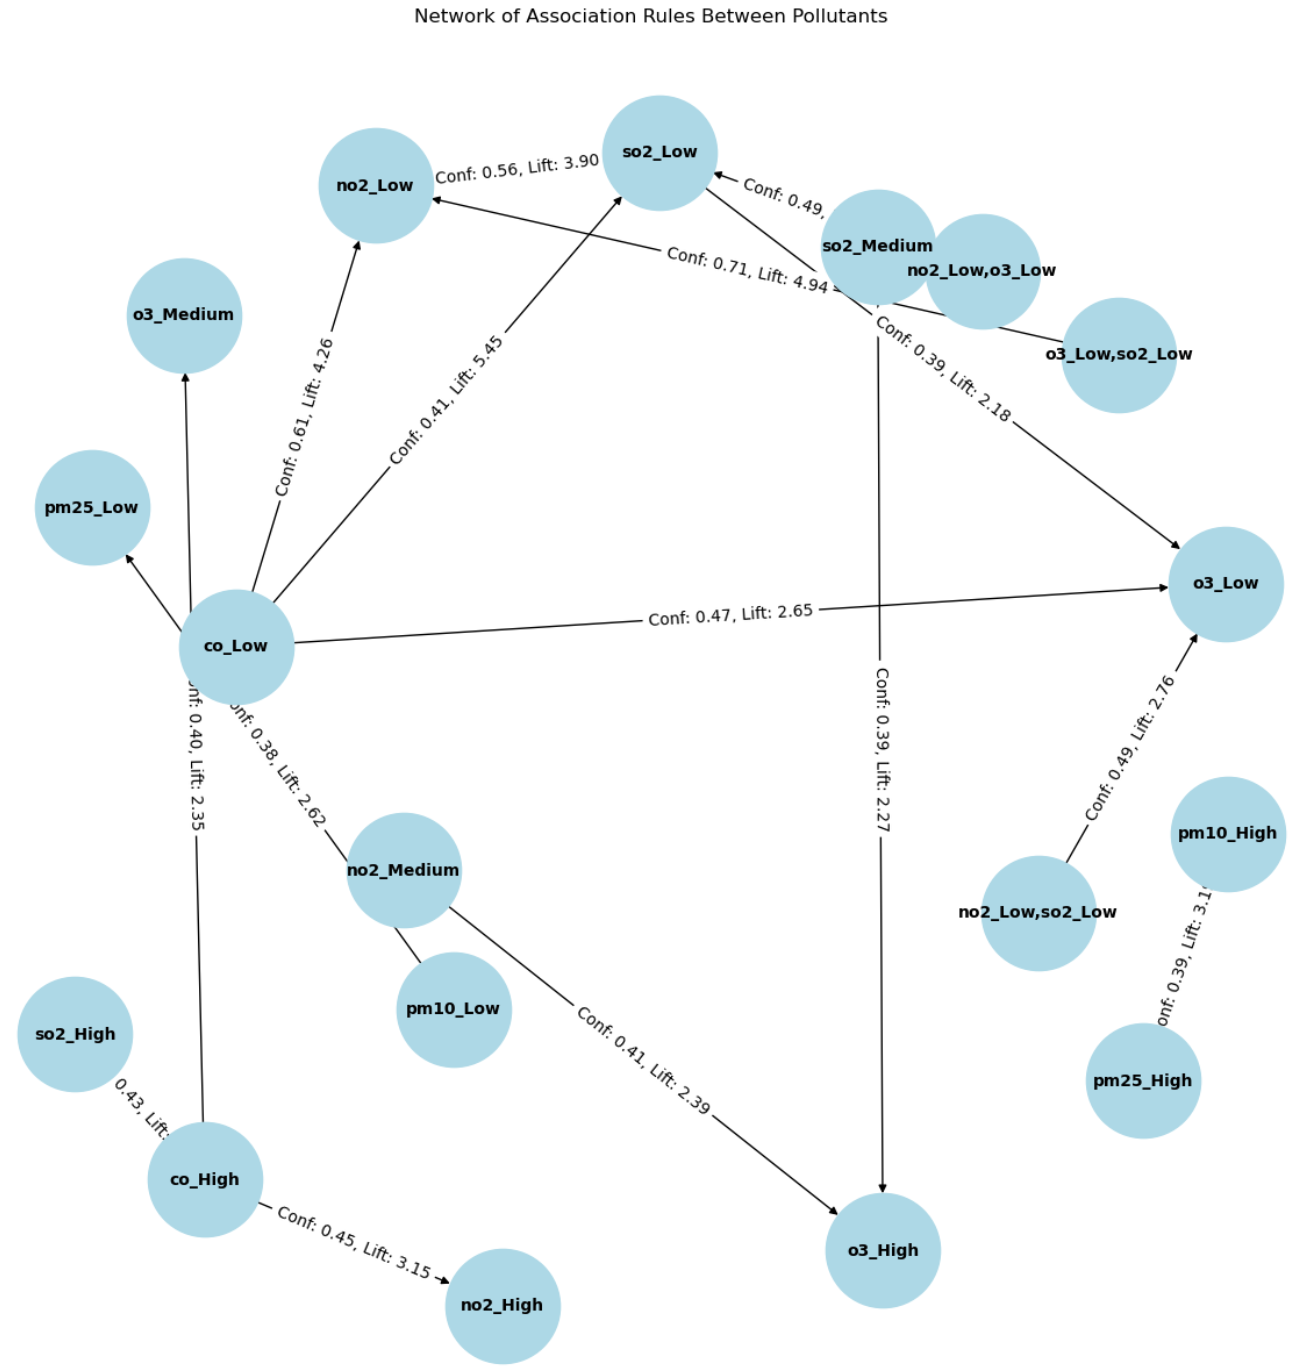 Network of Association Rules Between Pollutants
so2_Low
no2_Low
Conf: 0.56, Lift: 3.90
Conf: 0.49,
so2_Medium
no2_Low,o3_Low
Conf: 0.71, Lift: 4.94
o3_Medium
Conf: 0.39, Lift: 2.18
o3_Low,so2_Low
Conf: 0.61, Lift: 4.26
Conf: 0.41, Lift: 5.45
pm25_Low
o3_Low
Conf: 0.47, Lift: 2.65
co_Low
0.40, Lift: 2.35
0.38, Lift: 2.62
Conf: 0.39, Lift: 2.27
Conf: 0.49, Lift: 2.76
pm10_High
no2_Medium
no2_Low,so2_Low
0.39, Lift:
pm10_Low
so2_High
Conf: 0.41, Lift: 2.39
pm25_High
0.43, Lift:
co_High
Conf: 0.45, Lift: 3.15
o3_High
no2_High